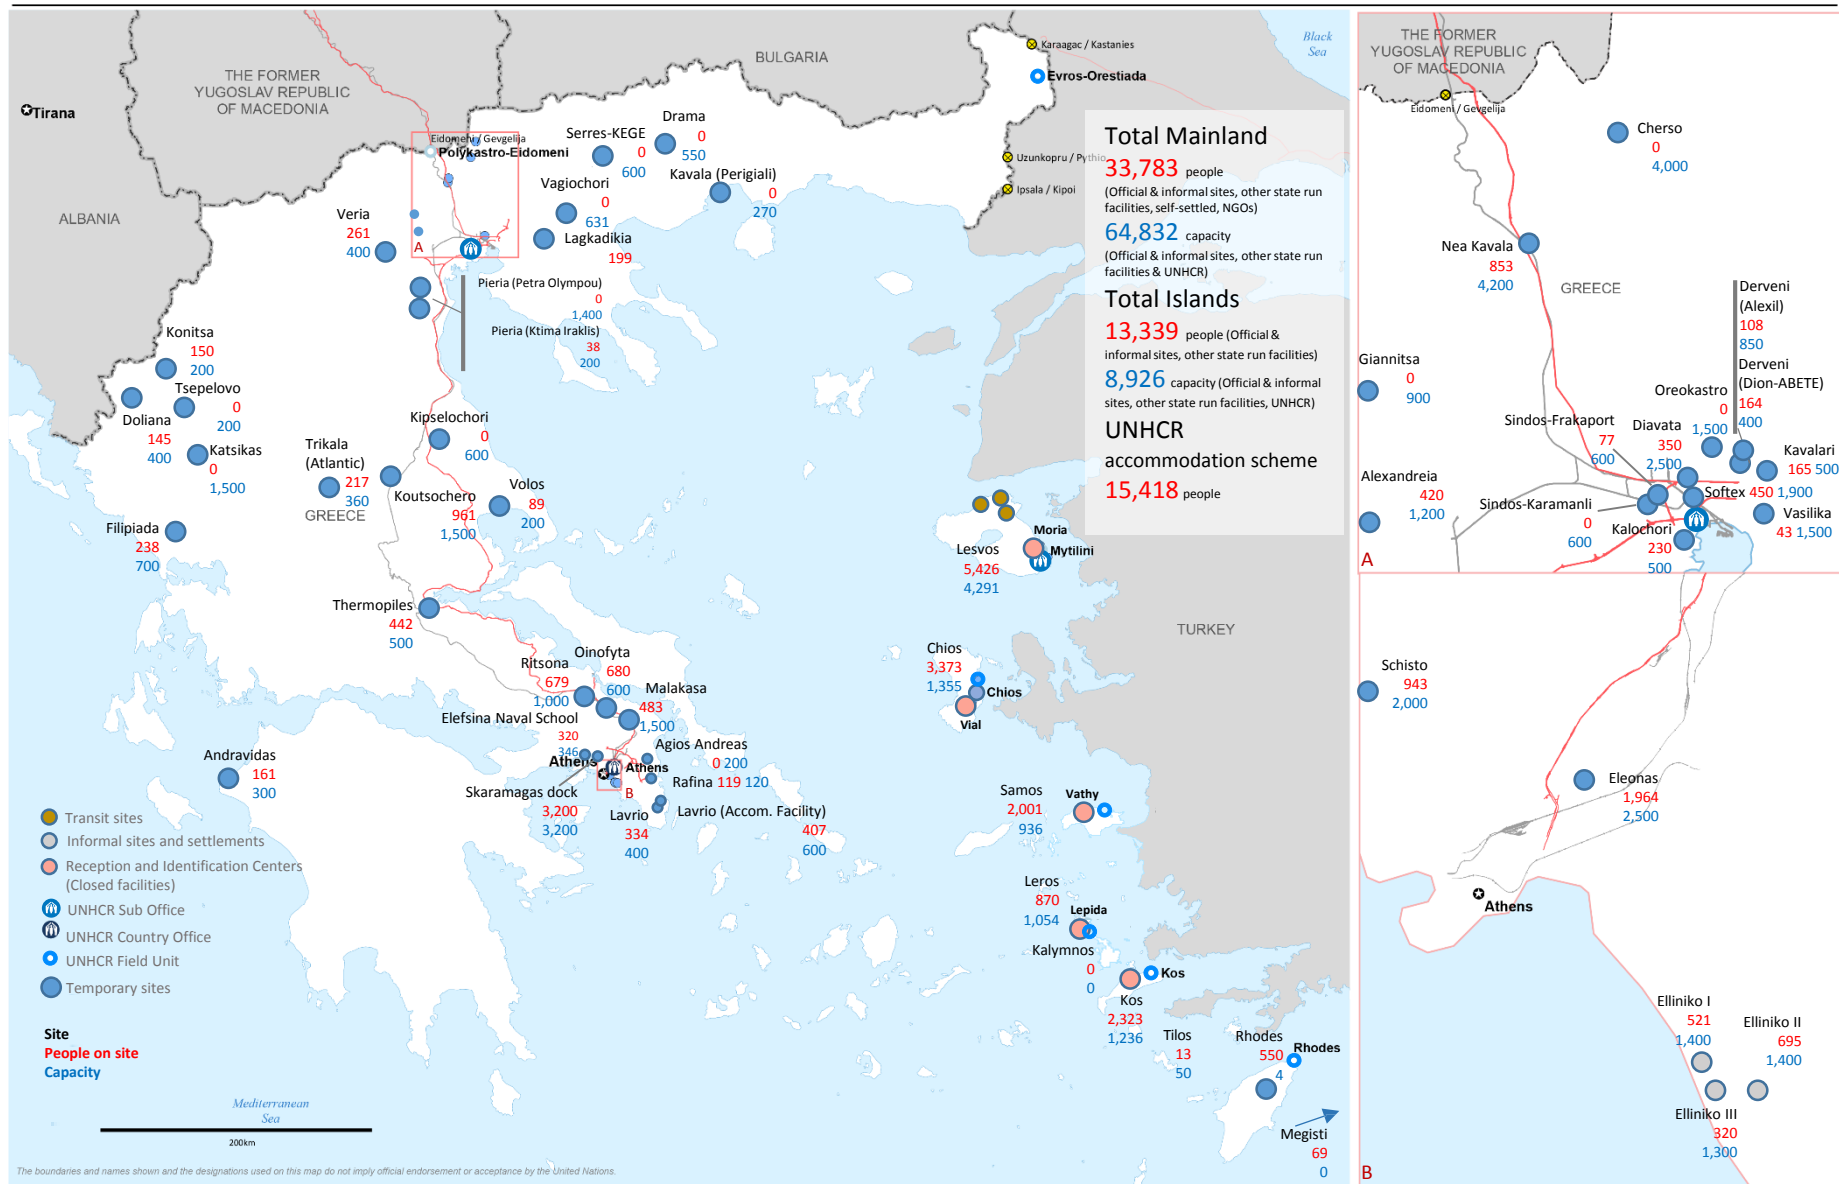 BULGARIA
THE FORMER
YUGOSLAV REPUBLIC
OF MACEDONIA
Tirana
ALBANIA
Black
Sea
Karaagac / Kastanies
Evros-Orestiada
Uzunkopru / Pythio
Ipsala / Kipoi
Eidomeni / Gevgelija
Polykastro-Eidomeni
A
Serres-KEGE
0
600
Drama
0
550
Kavala (Perigiali)
0
270
Vagiochori
0
631
Lagkadikia
199
Veria
261
400
Pieria (Petra Olympou)
0
1,400
Pieria (Ktima Iraklis)
38
200
Konitsa
150
200
Tsepelovo
0
200
Doliana
145
400
Katsikas
0
1,500
Trikala
(Atlantic)
217
360
Kipselochori
0
600
Koutsochero
961
1,500
Volos
89
200
GREECE
Filipiada
238
700
Thermopiles
442
500
Ritsona
679
1,000
Oinofyta
680
600
Malakasa
483
1,500
Elefsina Naval School
320
346
Athens
Athens
B
Agios Andreas
0 200
Rafina 119 120
Skaramagas dock
3,200
3,200
Lavrio
334
400
Lavrio (Accom. Facility)
407
600
Andravidas
161
300
Total Mainland
33,783 people
(Official & informal sites, other state run
facilities, self-settled, NGOs)
64,832 capacity
(Official & informal sites, other state run
facilities & UNHCR)
Total Islands
13,339 people (Official &
informal sites, other state run facilities)
8,926 capacity (Official & informal
sites, other state run facilities, UNHCR)
UNHCR
accommodation scheme
15,418 people
Moria
Mytilini
Lesvos
5,426
4,291
TURKEY
Chios
3,373
1,355
Chios
Vial
Samos
2,001
936
Vathy
Leros
870
1,054
Lepida
Kalymnos
0
0
Kos
Kos
2,323
1,236
Tilos
13
50
Rhodes
550
4
Rhodes
Megisti
69
0
Transit sites
Informal sites and settlements
Reception and Identification Centers
(Closed facilities)
UNHCR Sub Office
UNHCR Country Office
UNHCR Field Unit
Temporary sites
Site
People on site
Capacity
Mediterranean
Sea
200km
The boundaries and names shown and the designations used on this map do not imply official endorsement or acceptance by the United Nations.
THE FORMER
YUGOSLAV REPUBLIC
OF MACEDONIA
Eidomeni / Gevgelija
Cherso
0
4,000
Nea Kavala
853
4,200
GREECE
Derveni
(Alexil)
108
850
Derveni
(Dion-ABETE)
164
400
Giannitsa
0
900
Oreokastro
0
1,500
Sindos-Frakaport
77
600
Diavata
350
2,500
Kavalari
165 500
Alexandreia
420
1,200
Softex 450 1,900
Sindos-Karamanli
0
600
Vasilika
43 1,500
Kalochori
230
500
A
Schisto
943
2,000
Eleonas
1,964
2,500
Athens
Elliniko I
521
1,400
Elliniko II
695
1,400
Elliniko III
320
1,300
B